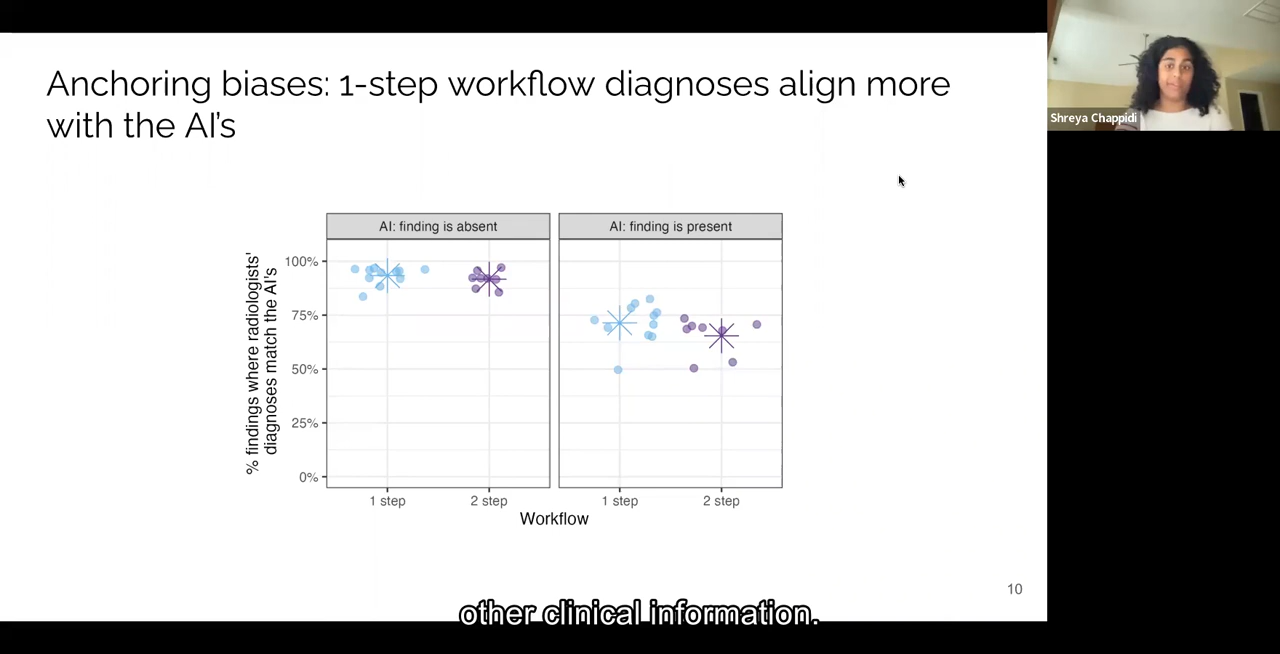 Anchoring biases: 1-step workflow diagnoses align more
with the AI's
Shreya Chappidi
AI: finding is absent
AI: finding is present
% findings where radiologists'
diagnoses match the AI's
100%
75%
50%
25%
0%
1 step
2 step
1 step
2 step
Workflow
10
other clinical information.